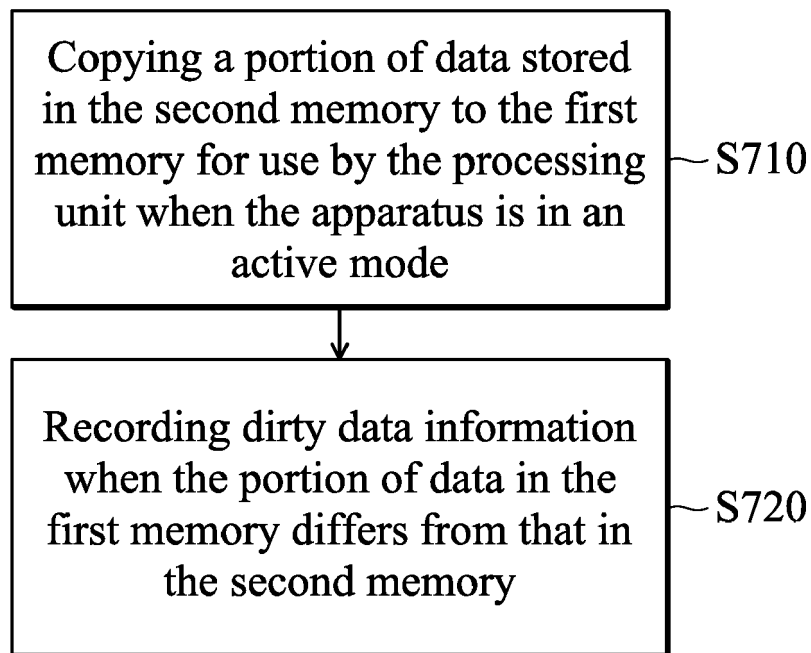 Copying a portion of data stored
in the second memory to the first
memory for use by the processing
unit when the apparatus is in an
active mode
S710
Recording dirty data information
when the portion of data in the
first memory differs from that in
the second memory
S720